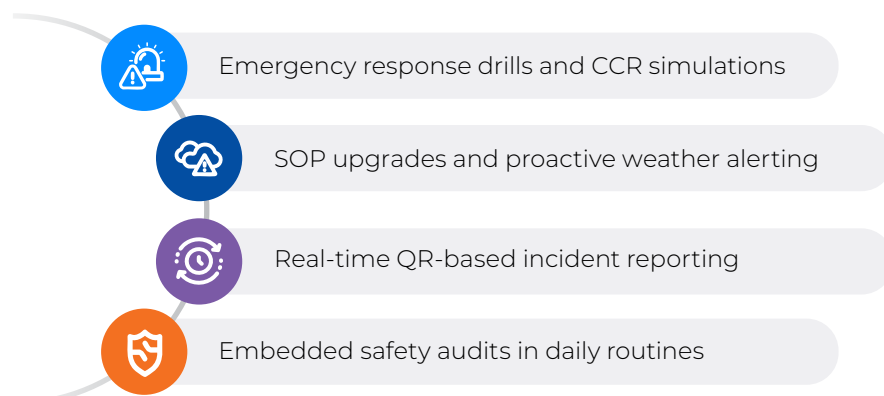 Emergency response drills and CCR simulations
SOP upgrades and proactive weather alerting
Real-time QR-based incident reporting
Embedded safety audits in daily routines